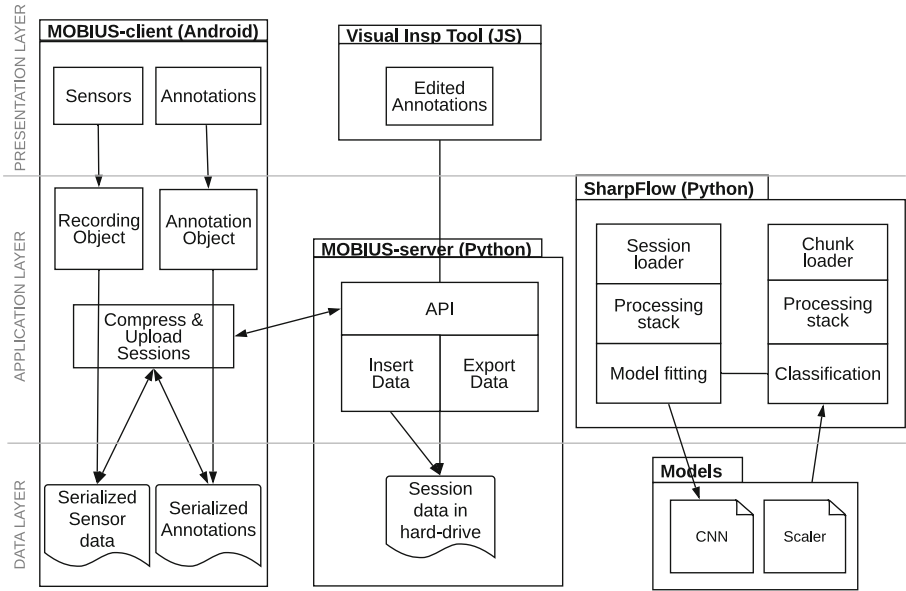 PRESENTATION LAYER
MOBIUS-client (Android)
Sensors
Annotations
Visual Insp Tool (JS)
Edited
Annotations
APPLICATION LAYER
Recording
Object
Annotation
Object
Compress &
Upload
Sessions
MOBIUS-server (Python)
API
Insert
Data
Export
Data
SharpFlow (Python)
Session
loader
Processing
stack
Model fitting
Chunk
loader
Processing
stack
Classification
DATA LAYER
Serialized
Sensor
data
Serialized
Annotations
Session
data in
hard-drive
Models
CNN
Scaler